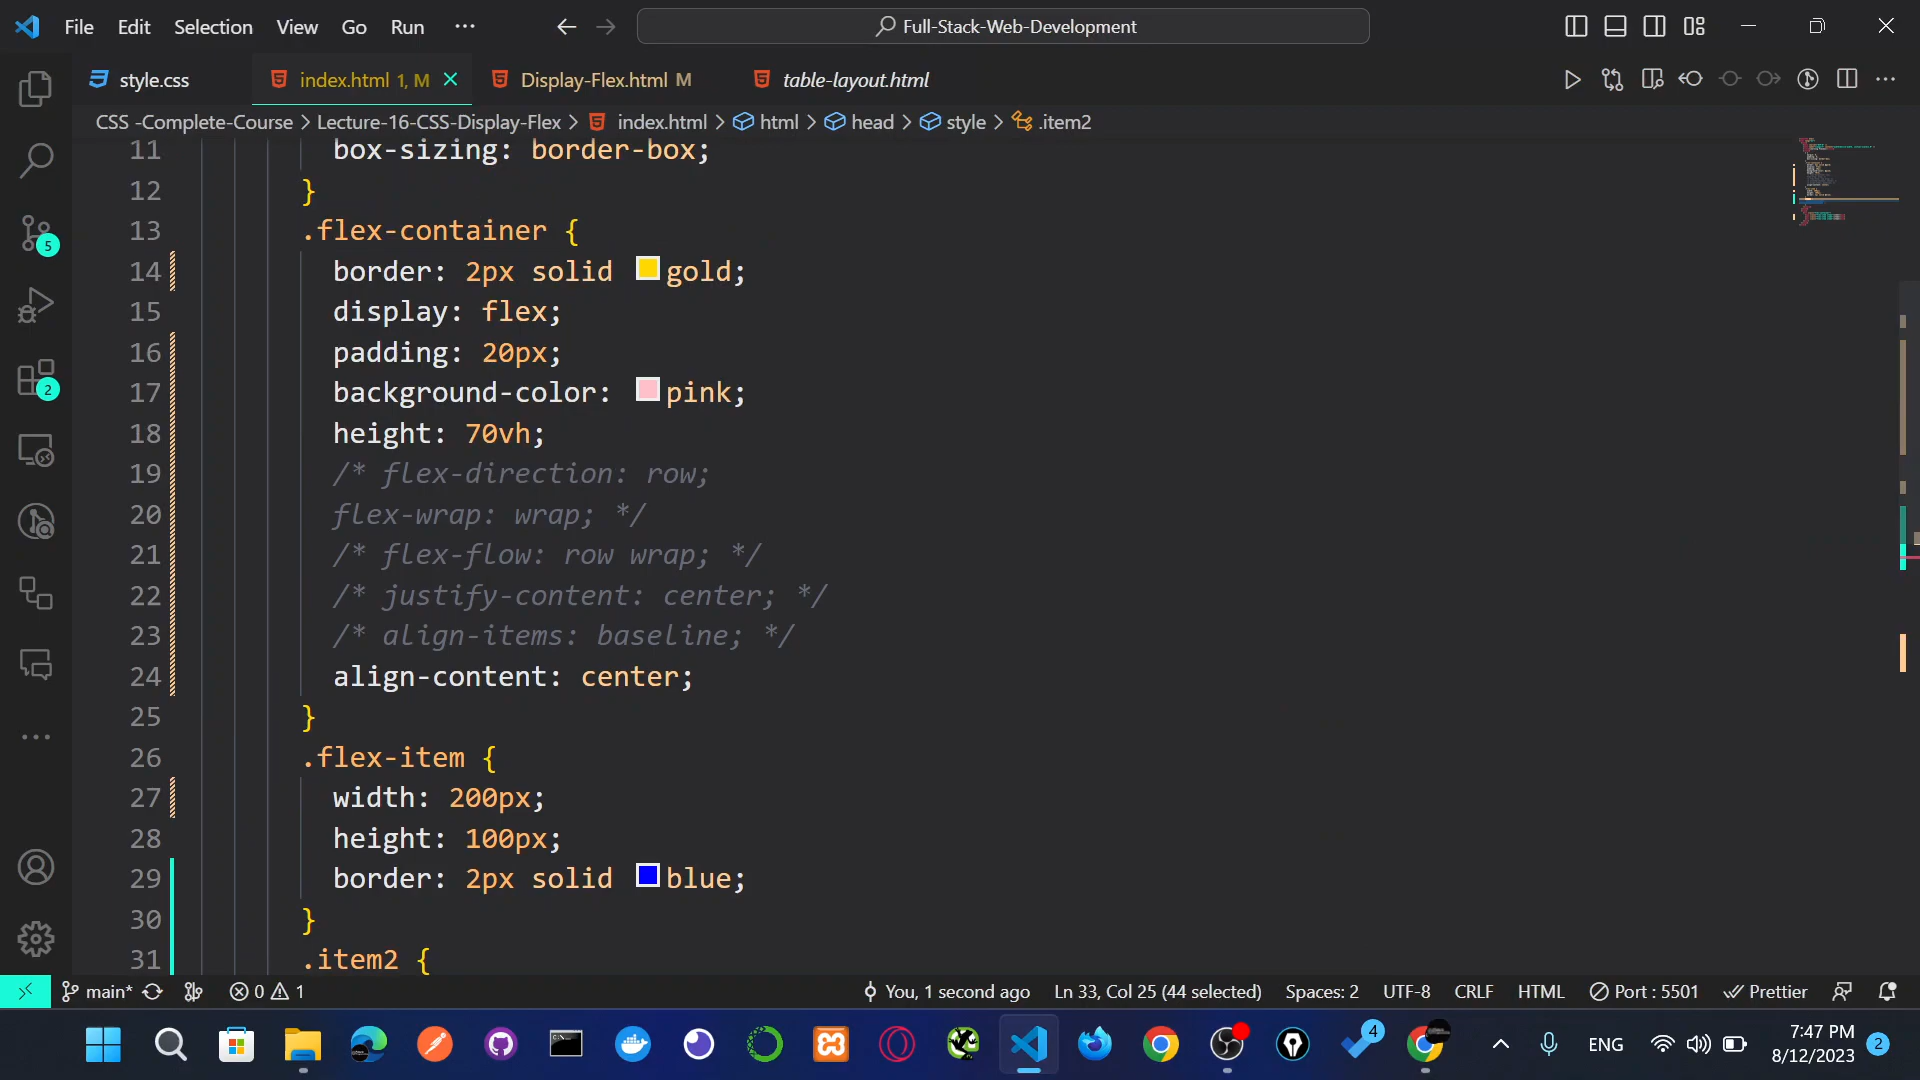 File Edit Selection View Go Run ··· Full-Stack-Web-Development
style.css index.html 1, M Display-Flex.html M table-layout.html
CSS -Complete-Course > Lecture-16-CSS-Display-Flex > index.html > html > head > style > .item2
11 box-sizing: border-box;
12 }
13 .flex-container {
14 border: 2px solid gold;
15 display: flex;
16 padding: 20px;
17 background-color: pink;
18 height: 70vh;
19 /* flex-direction: row;
20 flex-wrap: wrap; */
21 /* flex-flow: row wrap; */
22 /* justify-content: center; */
23 /* align-items: baseline; */
24 align-content: center;
25 }
26 .flex-item {
27 width: 200px;
28 height: 100px;
29 border: 2px solid blue;
30 }
31 .item2 {
5
2
main* 0 1 You, 1 second ago Ln 33, Col 25 (44 selected) Spaces: 2 UTF-8 CRLF HTML Port : 5501 Prettier
4 ENG 7:47 PM
8/12/2023 2